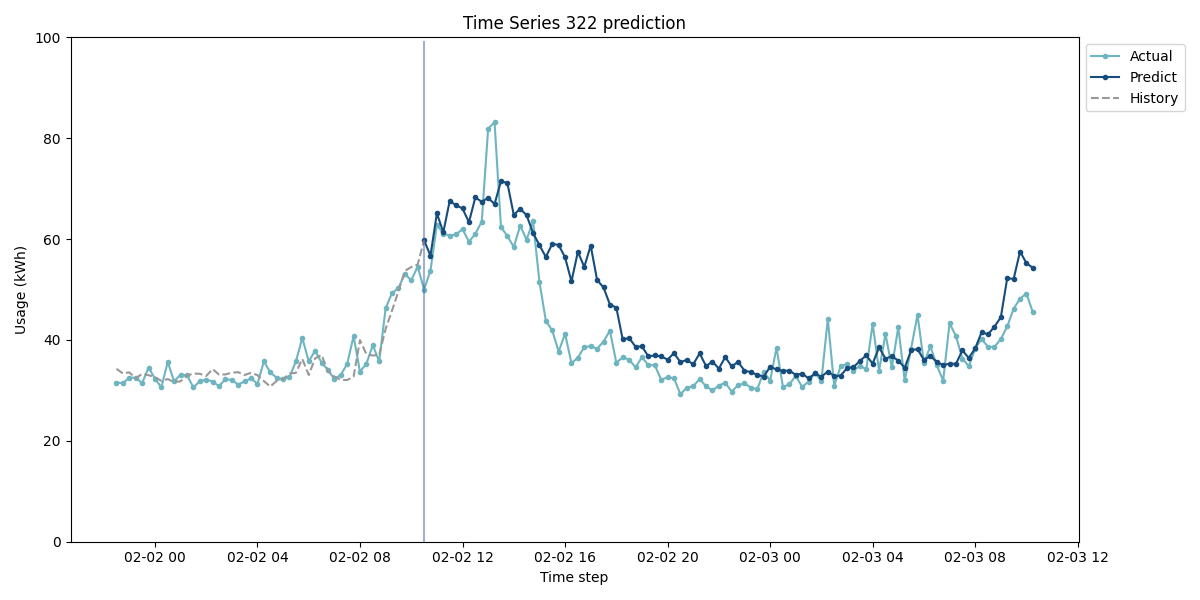 Time Series 322 prediction
Usage (kWh)
100
80
60
40
20
0
02-02 00
02-02 04
02-02 08
02-02 12
02-02 16
02-02 20
02-03 00
02-03 04
02-03 08
02-03 12
Time step
Actual
Predict
History